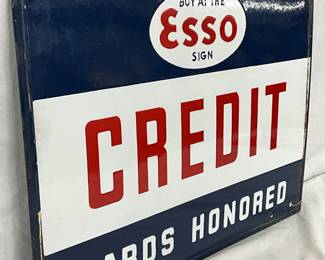 BUY AT THE
Esso
SIGN
CREDIT
ARDS HONORED